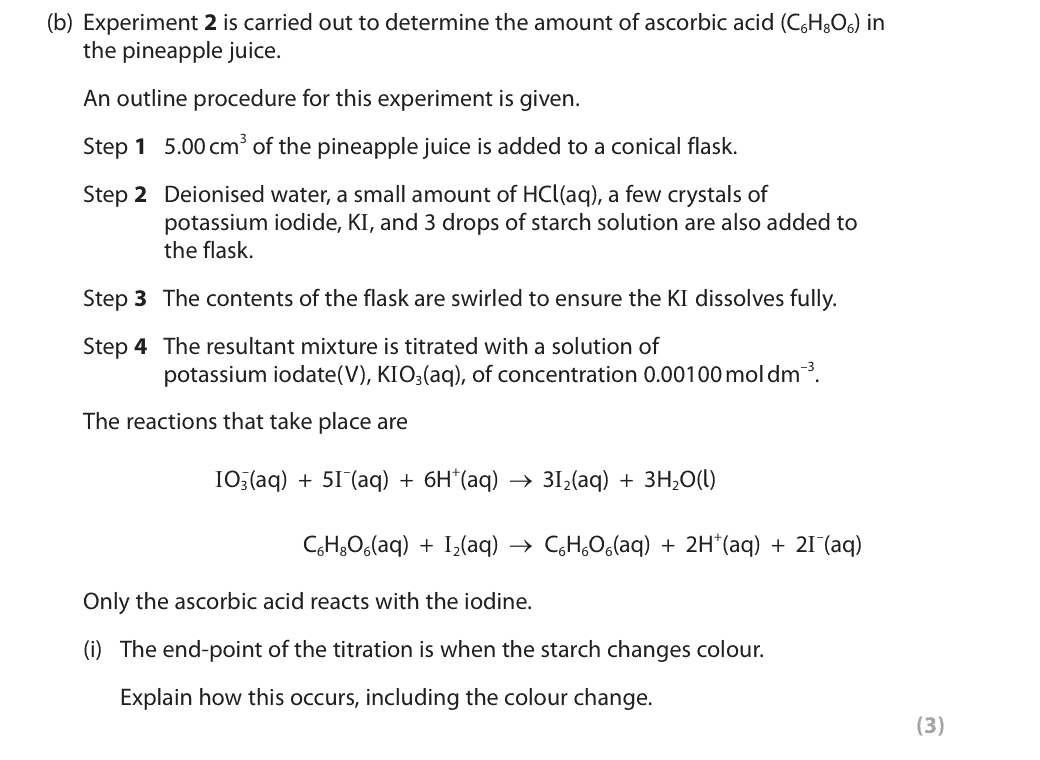 (b) Experiment 2 is carried out to determine the amount of ascorbic acid (C₆H₈O₆) in
the pineapple juice.
An outline procedure for this experiment is given.
Step 1 5.00 cm³ of the pineapple juice is added to a conical flask.
Step 2 Deionised water, a small amount of HCl(aq), a few crystals of
potassium iodide, KI, and 3 drops of starch solution are also added to
the flask.
Step 3 The contents of the flask are swirled to ensure the KI dissolves fully.
Step 4 The resultant mixture is titrated with a solution of
potassium iodate(V), KIO₃(aq), of concentration 0.00100 mol dm⁻³.
The reactions that take place are
IO₃⁻(aq) + 5I⁻(aq) + 6H⁺(aq) → 3I₂(aq) + 3H₂O(l)
C₆H₈O₆(aq) + I₂(aq) → C₆H₆O₆(aq) + 2H⁺(aq) + 2I⁻(aq)
Only the ascorbic acid reacts with the iodine.
(i) The end-point of the titration is when the starch changes colour.
Explain how this occurs, including the colour change.
(3)